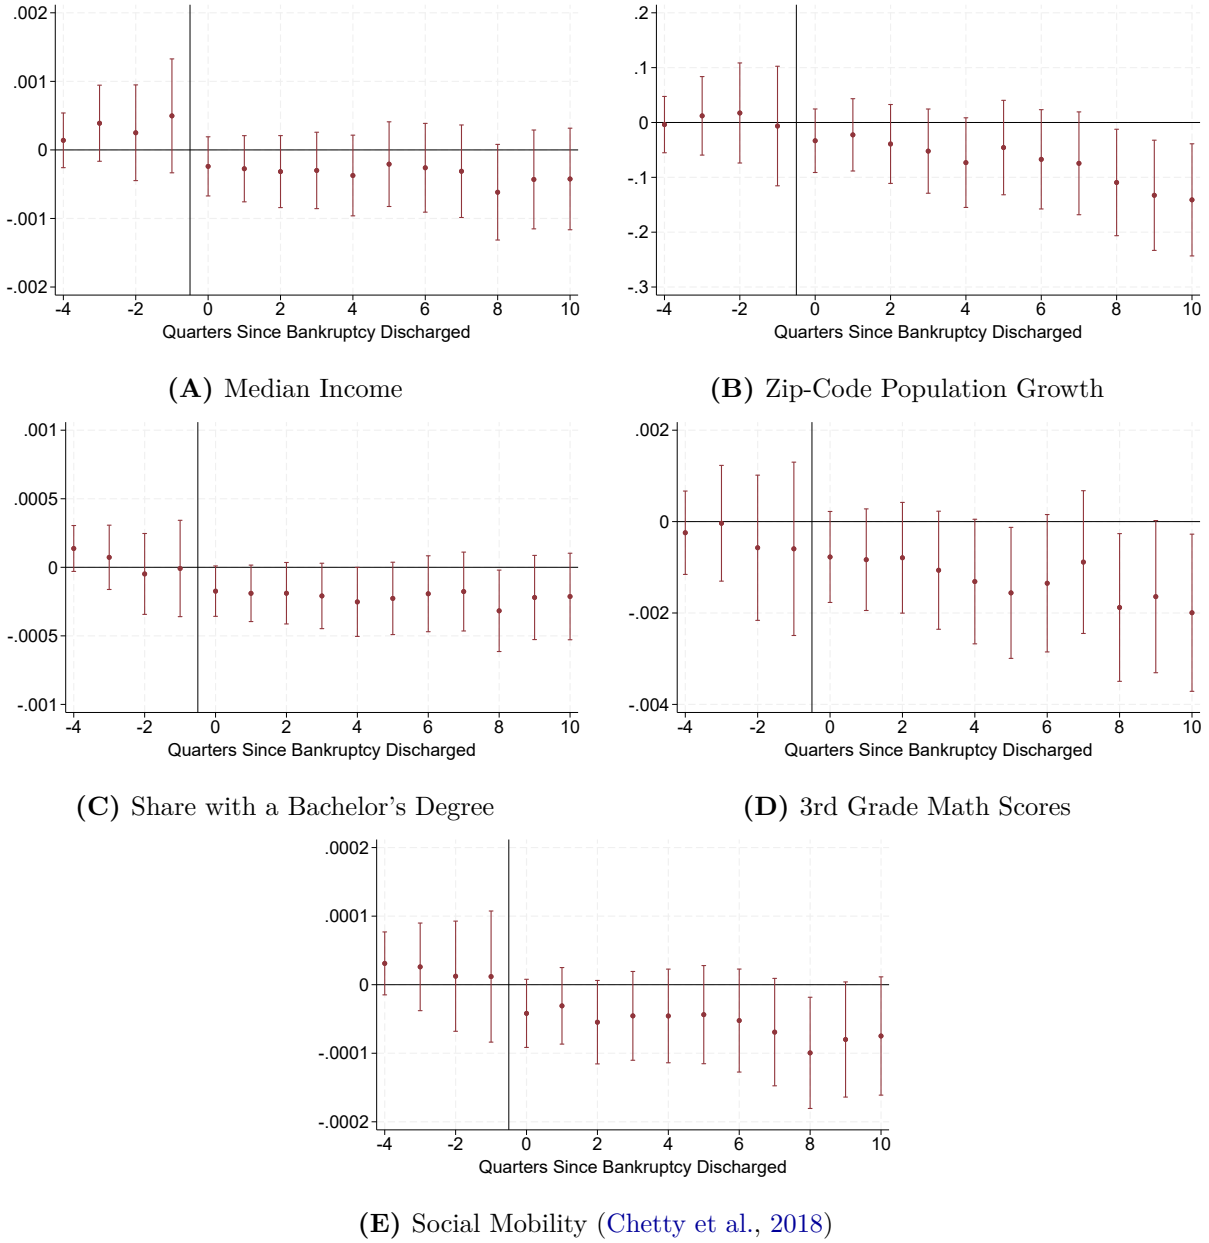 .002
.001
0
-.001
-.002
-4 -2 0 2 4 6 8 10
Quarters Since Bankruptcy Discharged
(A) Median Income
.2
.1
0
-.1
-.2
-.3
-4 -2 0 2 4 6 8 10
Quarters Since Bankruptcy Discharged
(B) Zip-Code Population Growth
.001
.0005
0
-.0005
-.001
-4 -2 0 2 4 6 8 10
Quarters Since Bankruptcy Discharged
(C) Share with a Bachelor's Degree
.002
0
-.002
-.004
-4 -2 0 2 4 6 8 10
Quarters Since Bankruptcy Discharged
(D) 3rd Grade Math Scores
.0002
.0001
0
-.0001
-.0002
-4 -2 0 2 4 6 8 10
Quarters Since Bankruptcy Discharged
(E) Social Mobility (Chetty et al., 2018)